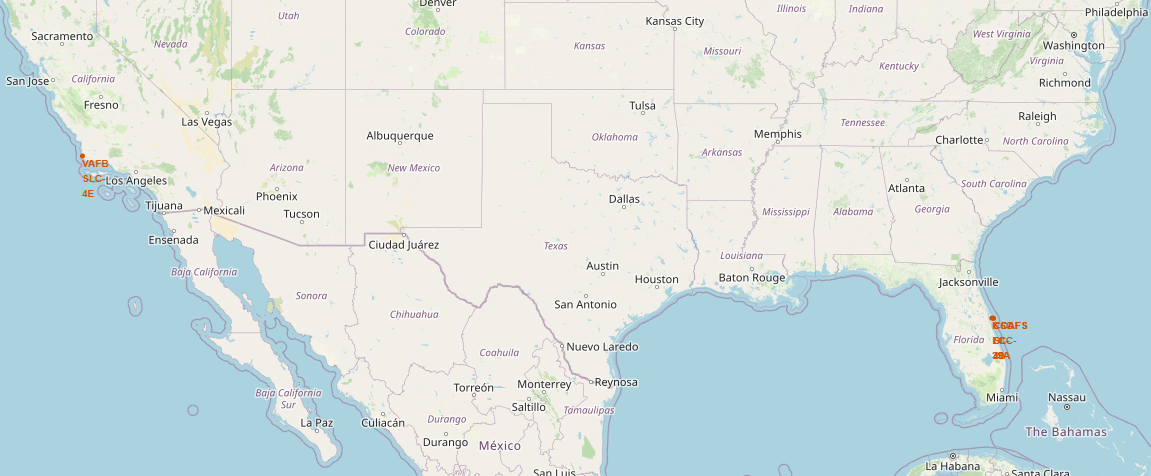 Denver
Utah
Colorado
Kansas City
Illinois
Indiana
Philadelphia
Sacramento
Nevada
Kansas
Missouri
West Virginia
Washington
Virginia
San Jose
California
Kentucky
Richmond
Fresno
Las Vegas
Tulsa
Raleigh
Albuquerque
Oklahoma
Memphis
Tennessee
Charlotte
North Carolina
VAFB
SLC-
4E
Los Angeles
Arizona
New Mexico
Arkansas
Phoenix
Atlanta
South Carolina
Tijuana
Mexicali
Tucson
Dallas
Mississippi
Alabama
Georgia
Ensenada
Ciudad Juárez
Texas
Louisiana
Baja California
Austin
Houston
Baton Rouge
Jacksonville
Sonora
San Antonio
Chihuahua
Florida
Coahuila
Nuevo Laredo
Torreón
Monterrey
Reynosa
Baja California
Sur
Saltillo
Tamaulipas
Miami
Nassau
La Paz
Culiacán
Durango
Durango
México
The Bahamas
La Habana
San Luis
Santa Clara